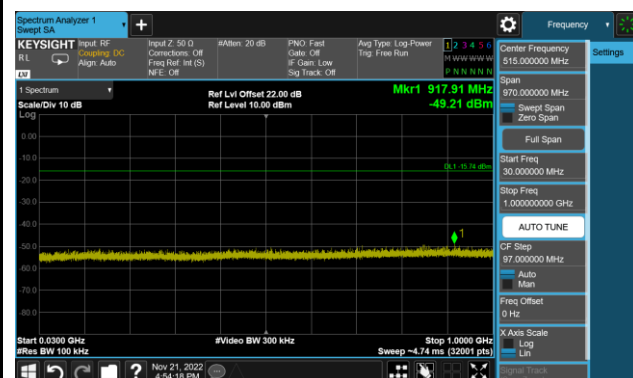 Spectrum Analyzer 1
Swept SA
+
Frequency
KEYSIGHT
RL
LXI
Input: RF
Coupling: DC
Align: Auto
Input Z: 50 Ω
Corrections: Off
Freq Ref: Int (S)
NFE: Off
#Atten: 20 dB
PNO: Fast
Gate: Off
IF Gain: Low
Sig Track: Off
Avg Type: Log-Power
Trig: Free Run
1 2 3 4 5 6
M W W W W W
P N N N N N
Center Frequency
515.000000 MHz
Settings
1 Spectrum
Scale/Div 10 dB
Log
Ref Lvl Offset 22.00 dB
Ref Level 10.00 dBm
Mkr1 917.91 MHz
-49.21 dBm
Span
970.000000 MHz
Swept Span
Zero Span
Full Span
Start Freq
30.000000 MHz
Stop Freq
1.000000000 GHz
AUTO TUNE
CF Step
97.000000 MHz
Auto
Man
Freq Offset
0 Hz
X Axis Scale
Log
Lin
Signal Track
0.00
-10.0
DL1 -15.74 dBm
-20.0
-30.0
-40.0
1
-50.0
-60.0
-70.0
-80.0
Start 0.0300 GHz
#Res BW 100 kHz
#Video BW 300 kHz
Stop 1.0000 GHz
Sweep ~4.74 ms (32001 pts)
?
Nov 21, 2022
4:54:18 PM